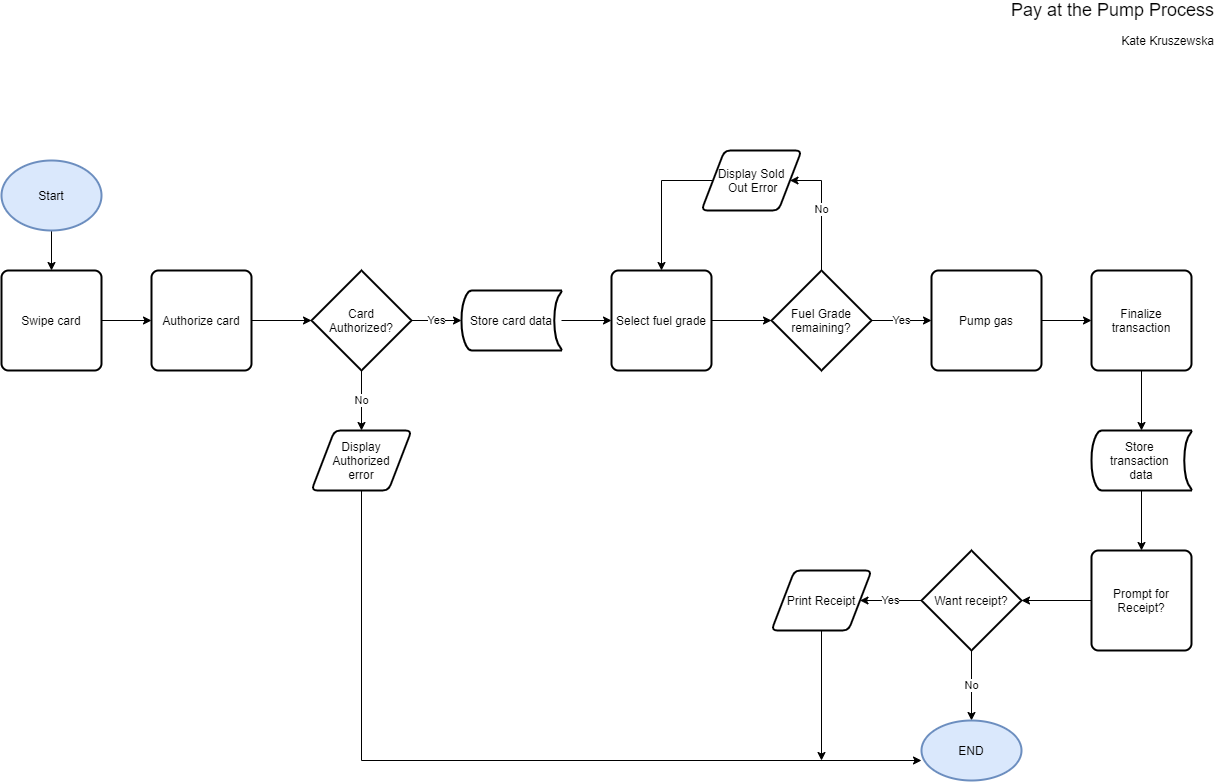 Pay at the Pump Process
Kate Kruszewska
Start
Swipe card
Authorize card
Card
Authorized?
Yes
No
Display
Authorized
error
Store card data
Select fuel grade
Display Sold
Out Error
No
Fuel Grade
remaining?
Yes
Pump gas
Finalize
transaction
Store
transaction
data
Prompt for
Receipt?
Want receipt?
Yes
Print Receipt
No
END